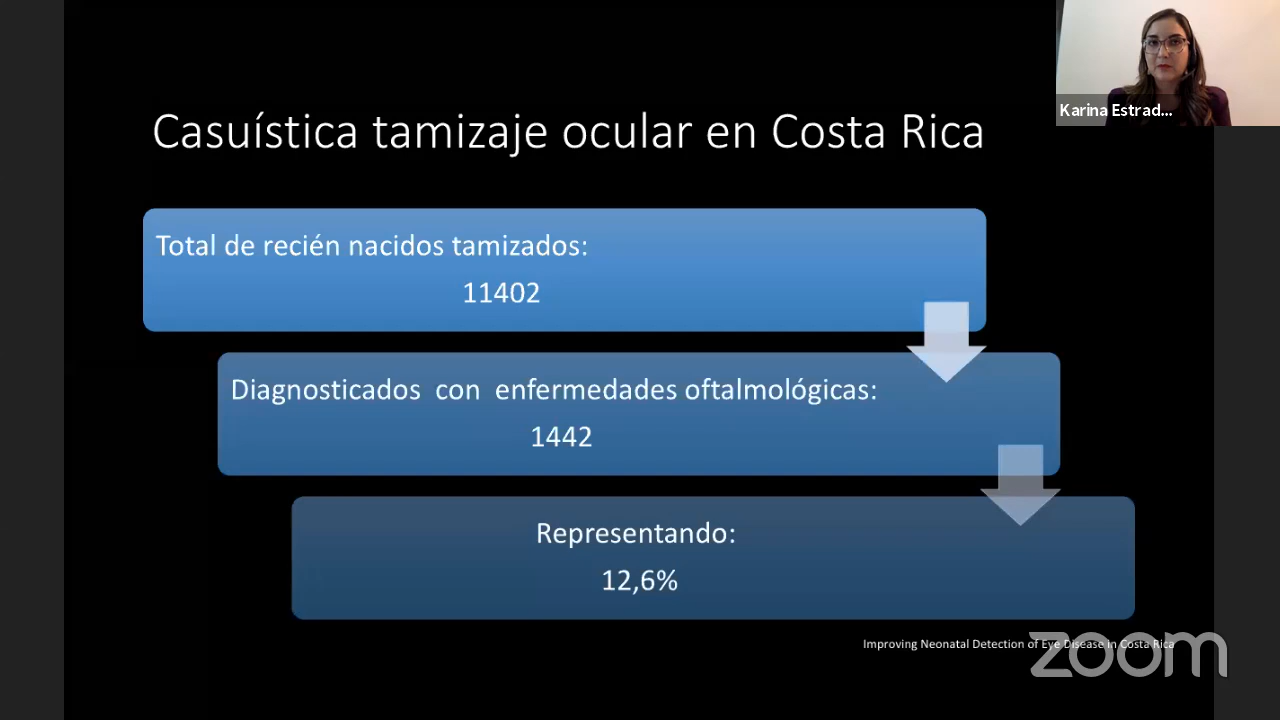 Karina Estrad...
Casuística tamizaje ocular en Costa Rica
Total de recién nacidos tamizados:
11402
Diagnosticados con enfermedades oftalmológicas:
1442
Representando:
12,6%
Improving Neonatal Detection of Eye Disease in Costa Rica
zoom